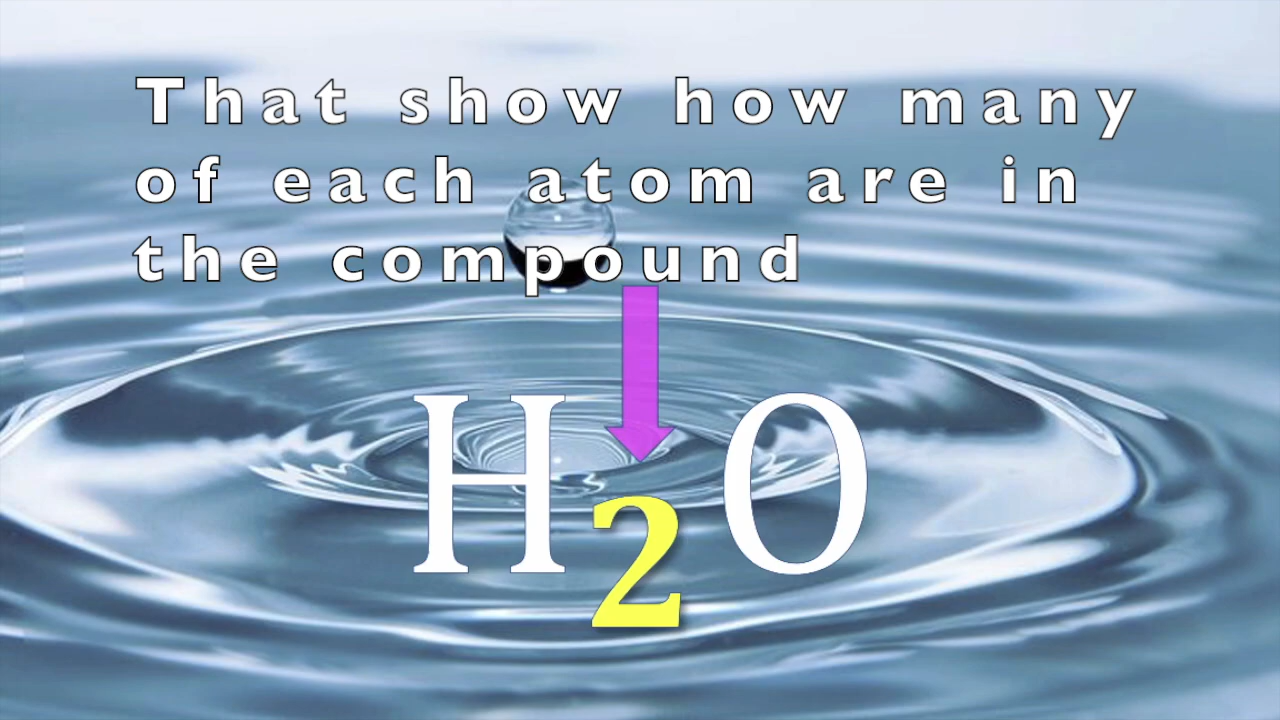 That show how many
of each atom are in
the compound
H2O